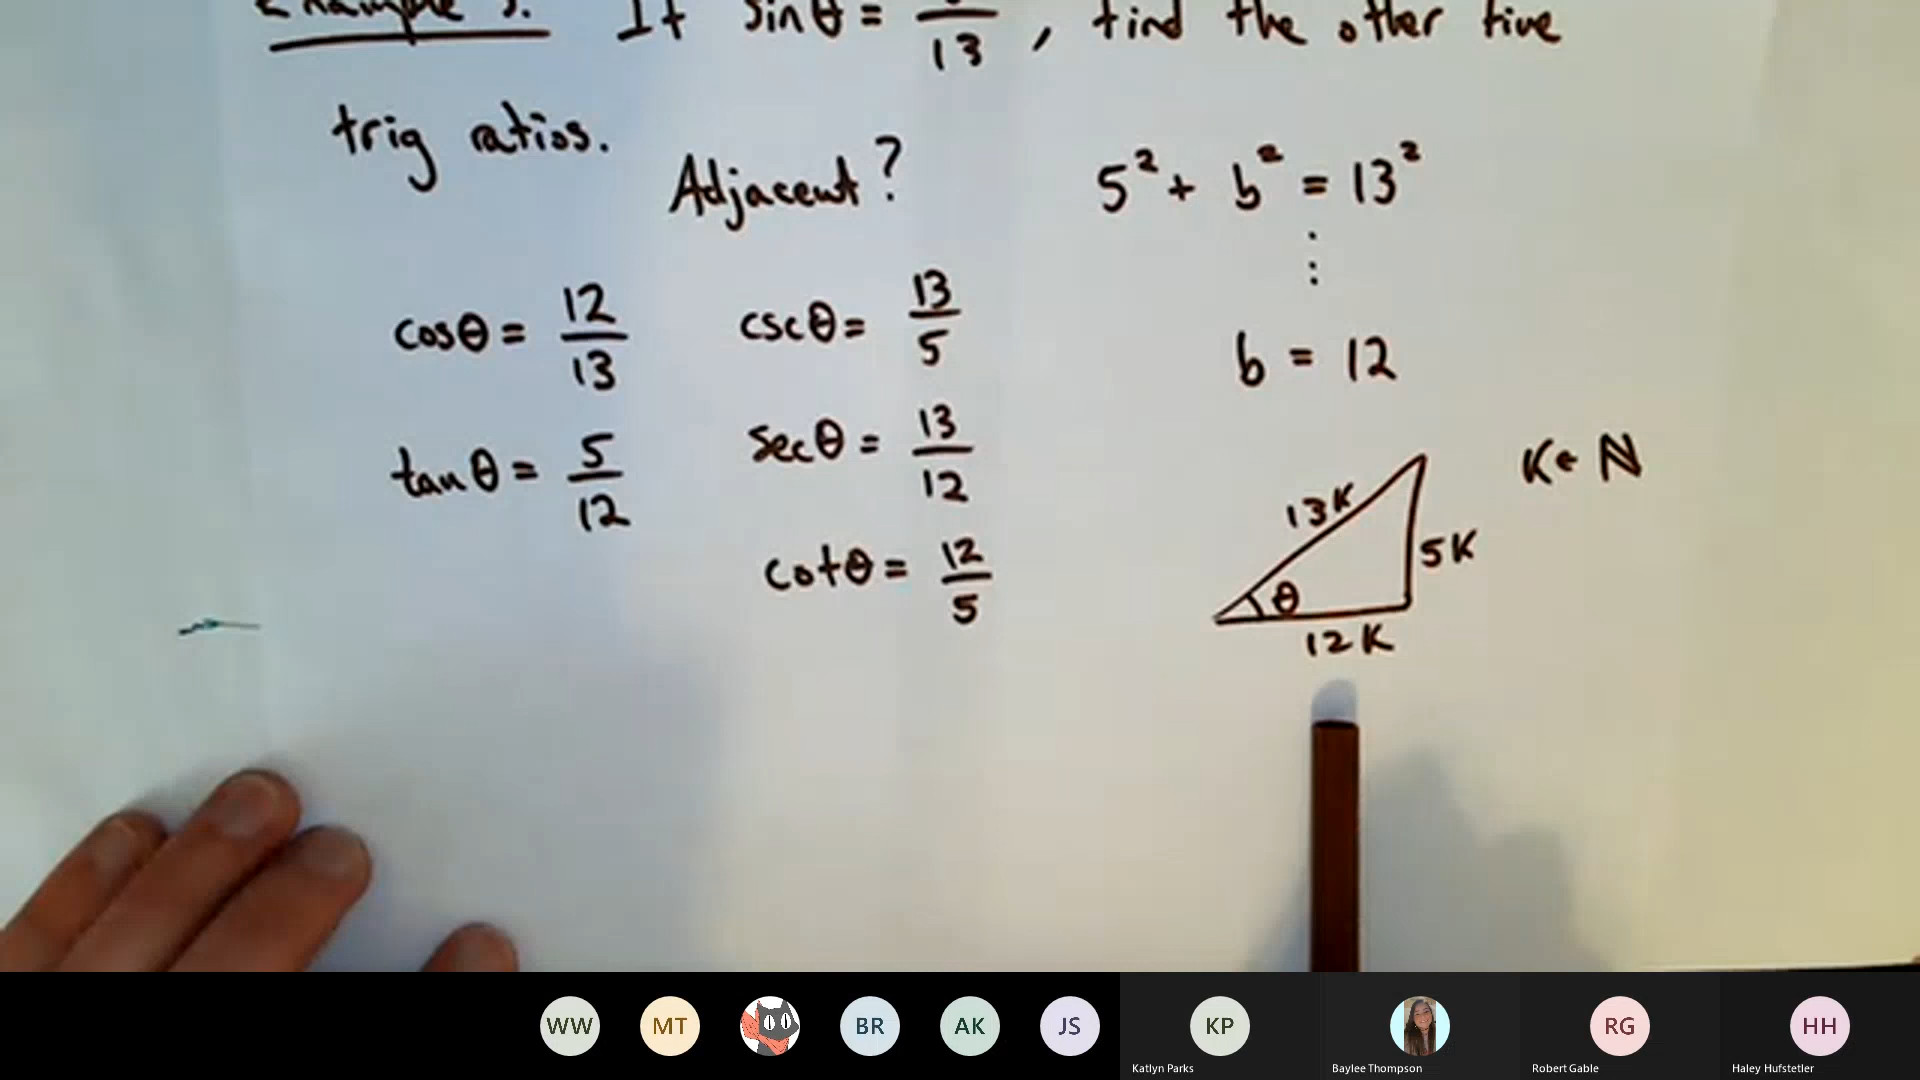 Example 3. If sinθ = /13, find the other five
trig ratios.
Adjacent?
5² + b² = 13²
:
b = 12
cosθ = 12/13
cscθ = 13/5
tanθ = 5/12
secθ = 13/12
cotθ = 12/5
13K
5K
θ
12K
K∈ N
WW MT BR AK JS KP RG HH
Katlyn Parks Baylee Thompson Robert Gable Haley Hufstetler